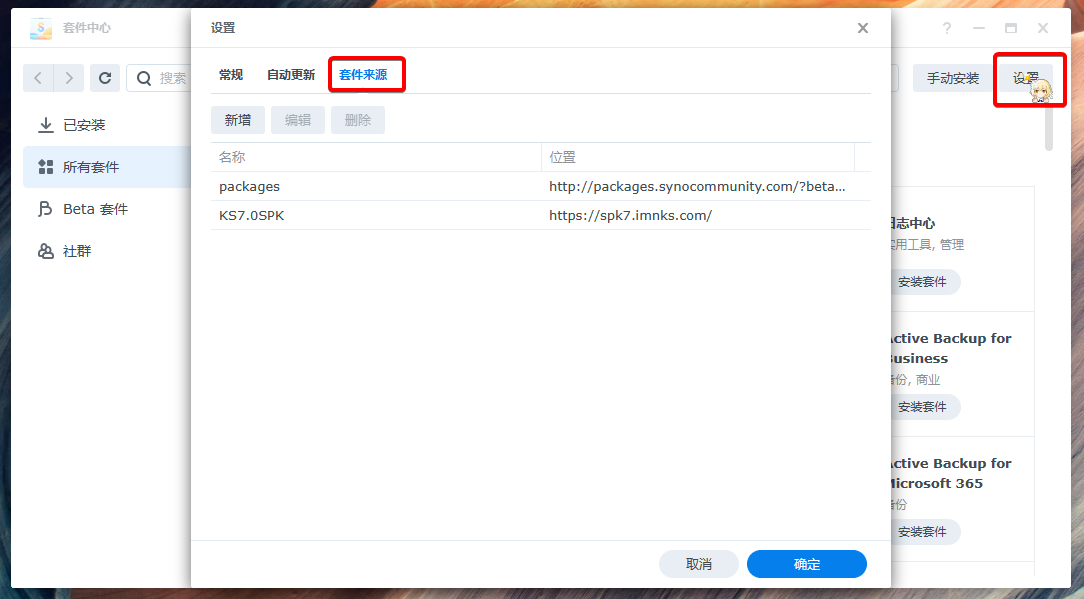 套件中心
设置
?
搜索
手动安装
设置
常规
自动更新
套件来源
已安装
所有套件
Beta 套件
社群
新增
编辑
删除
名称
位置
packages
http://packages.synocommunity.com/?beta...
KS7.0SPK
https://spk7.imnks.com/
取消
确定
日志中心
实用工具, 管理
安装套件
Active Backup for
Business
备份, 商业
安装套件
Active Backup for
Microsoft 365
备份
安装套件